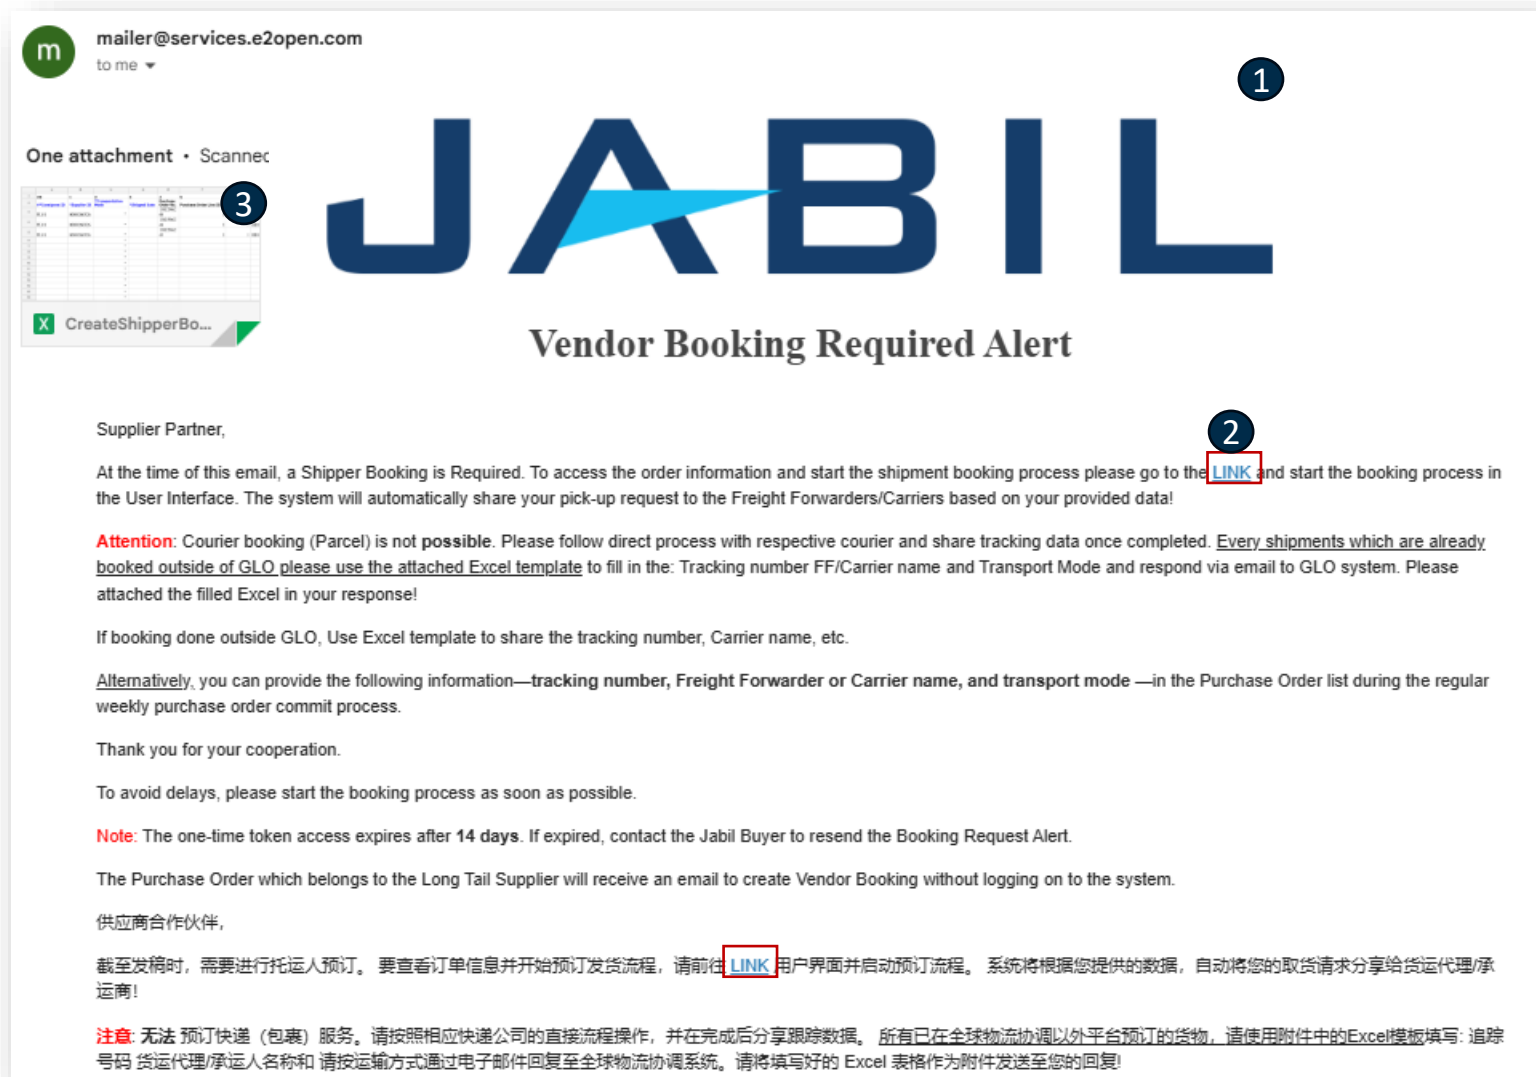 m
mailer@services.e2open.com
to me
1
One attachment • Scanned
JABIL
3
X CreateShipperBo...
Vendor Booking Required Alert
Supplier Partner,
2
At the time of this email, a Shipper Booking is Required. To access the order information and start the shipment booking process please go to the LINK and start the booking process in
the User Interface. The system will automatically share your pick-up request to the Freight Forwarders/Carriers based on your provided data!
Attention: Courier booking (Parcel) is not possible. Please follow direct process with respective courier and share tracking data once completed. Every shipments which are already
booked outside of GLO please use the attached Excel template to fill in the: Tracking number FF/Carrier name and Transport Mode and respond via email to GLO system. Please
attached the filled Excel in your response!
If booking done outside GLO, Use Excel template to share the tracking number, Carrier name, etc.
Alternatively, you can provide the following information—tracking number, Freight Forwarder or Carrier name, and transport mode —in the Purchase Order list during the regular
weekly purchase order commit process.
Thank you for your cooperation.
To avoid delays, please start the booking process as soon as possible.
Note: The one-time token access expires after 14 days. If expired, contact the Jabil Buyer to resend the Booking Request Alert.
The Purchase Order which belongs to the Long Tail Supplier will receive an email to create Vendor Booking without logging on to the system.
供应商合作伙伴，
截至发稿时，需要进行托运人预订。 要查看订单信息并开始预订发货流程，请前往 LINK 用户界面并启动预订流程。 系统将根据您提供的数据，自动将您的取货请求分享给货运代理/承
运商！
注意: 无法 预订快递（包裹）服务。请按照相应快递公司的直接流程操作，并在完成后分享跟踪数据。 所有已在全球物流协调以外平台预订的货物，请使用附件中的Excel模板填写: 追踪
号码 货运代理/承运人名称和 请按运输方式通过电子邮件回复至全球物流协调系统。请将填写好的 Excel 表格作为附件发送至您的回复!